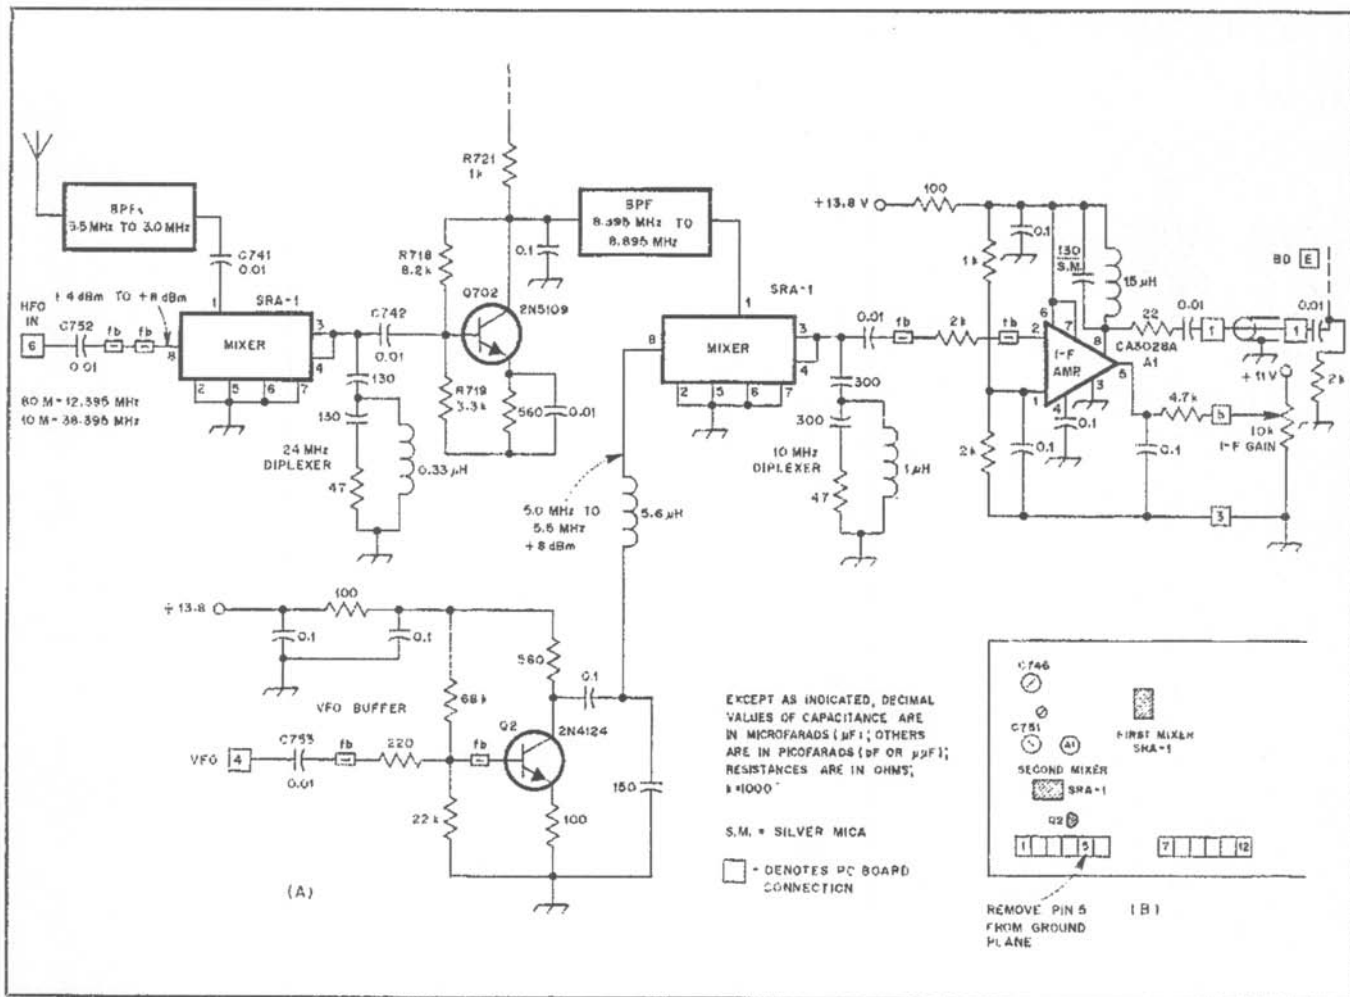 R721
1k
BPFs
3.5 MHz TO 3.0 MHz
BPF
8.395 MHz TO
8.895 MHz
C741
0.01
R718
8.2k
0.1
+13.8 V
100
0.1
1k
130
S.M.
15 μH
BD E
HFO
IN
6
C752
0.01
fb
fb
+4 dBm TO +8 dBm
8
1
SRA-1
MIXER
3
4
2
5
6
7
80 M = 12.395 MHz
10 M = 38.395 MHz
C742
0.01
Q702
2N5109
R719
3.3k
560
0.01
130
130
24 MHz
DIPLEXER
47
0.33 μH
SRA-1
1
8
MIXER
3
4
2
5
6
7
0.01
fb
2k
fb
300
300
10 MHz
DIPLEXER
47
1 μH
6
7
2
8
I-F
AMP.
1
4
3
5
CA3028A
A1
22
0.01
1
1
0.01
+11 V
2k
0.1
2k
0.1
4.7k
5
0.1
10k
I-F GAIN
3
5.0 MHz TO
5.5 MHz
+8 dBm
5.6 μH
+13.8
100
0.1
0.1
68k
560
0.1
VFO BUFFER
VFO
4
C753
0.01
fb
220
fb
Q2
2N4124
22k
100
150
(A)
EXCEPT AS INDICATED, DECIMAL
VALUES OF CAPACITANCE ARE
IN MICROFARADS (μF); OTHERS
ARE IN PICOFARADS (pF OR μμF);
RESISTANCES ARE IN OHMS;
k=1000
S.M. = SILVER MICA
- DENOTES PC BOARD
CONNECTION
C746
C751
A1
FIRST MIXER
SRA-1
SECOND MIXER
SRA-1
Q2
1
5
7
12
REMOVE PIN 5
FROM GROUND
PLANE
(B)